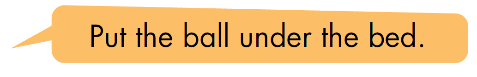 Put the ball under the bed.